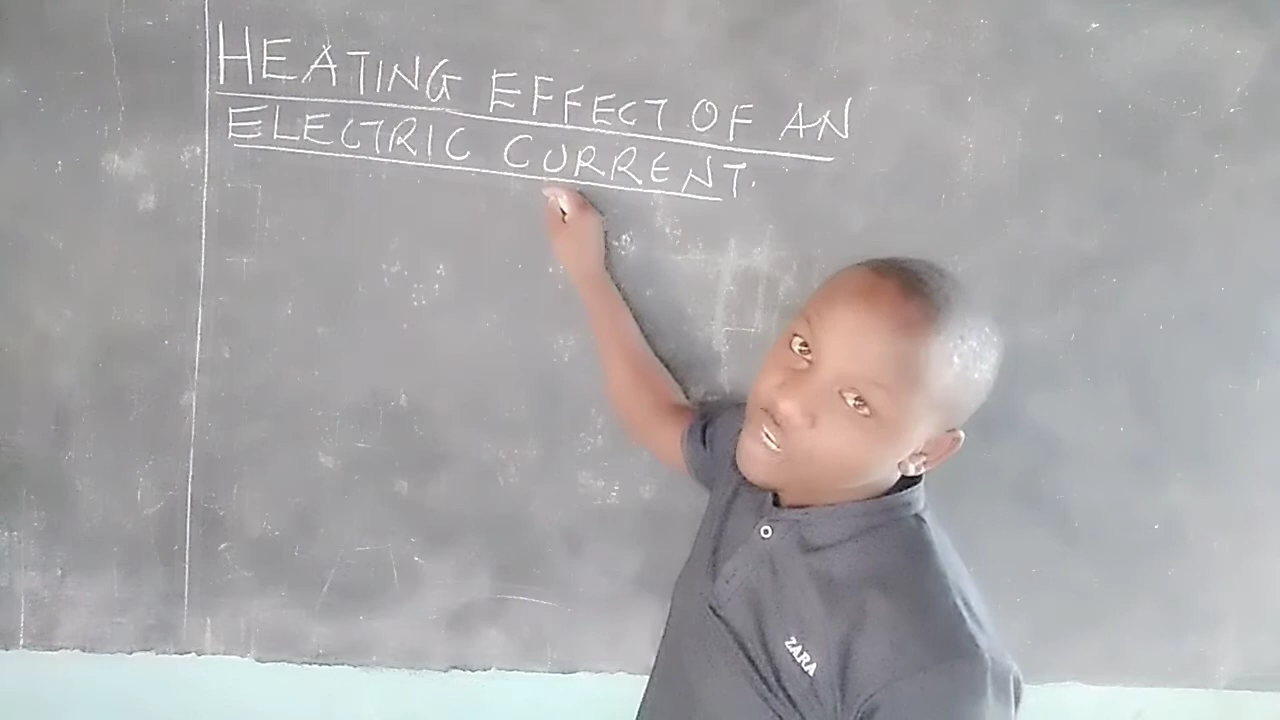 HEATING EFFECT OF AN
ELECTRIC CURRENT.
ZARA